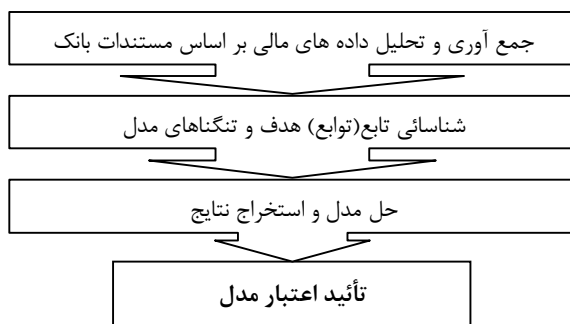 جمع آوری و تحلیل داده های مالی بر اساس مستندات بانک
شناسائی تابع(توابع) هدف و تنگناهای مدل
حل مدل و استخراج نتایج
تأئید اعتبار مدل